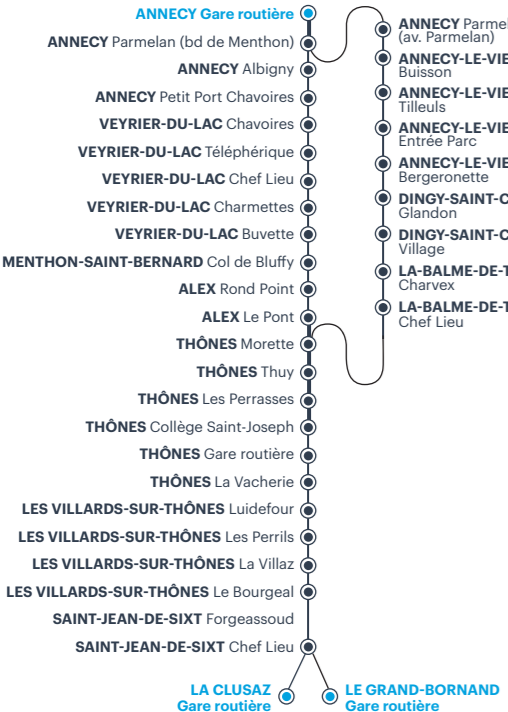 ANNECY Gare routière
ANNECY Parmelan (bd de Menthon)
ANNECY Albigny
ANNECY Petit Port Chavoires
VEYRIER-DU-LAC Chavoires
VEYRIER-DU-LAC Téléphérique
VEYRIER-DU-LAC Chef Lieu
VEYRIER-DU-LAC Charmettes
VEYRIER-DU-LAC Buvette
MENTHON-SAINT-BERNARD Col de Bluffy
ALEX Rond Point
ALEX Le Pont
THÔNES Morette
THÔNES Thuy
THÔNES Les Perrasses
THÔNES Collège Saint-Joseph
THÔNES Gare routière
THÔNES La Vacherie
LES VILLARDS-SUR-THÔNES Luidefour
LES VILLARDS-SUR-THÔNES Les Perrils
LES VILLARDS-SUR-THÔNES La Villaz
LES VILLARDS-SUR-THÔNES Le Bourgeal
SAINT-JEAN-DE-SIXT Forgeassoud
SAINT-JEAN-DE-SIXT Chef Lieu
LA CLUSAZ
Gare routière
LE GRAND-BORNAND
Gare routière
ANNECY
(av. Parmelan)
Buisson
Tilleuls
Entrée Parc
Bergeronette
Glandon
Village
Charvex
Chef Lieu